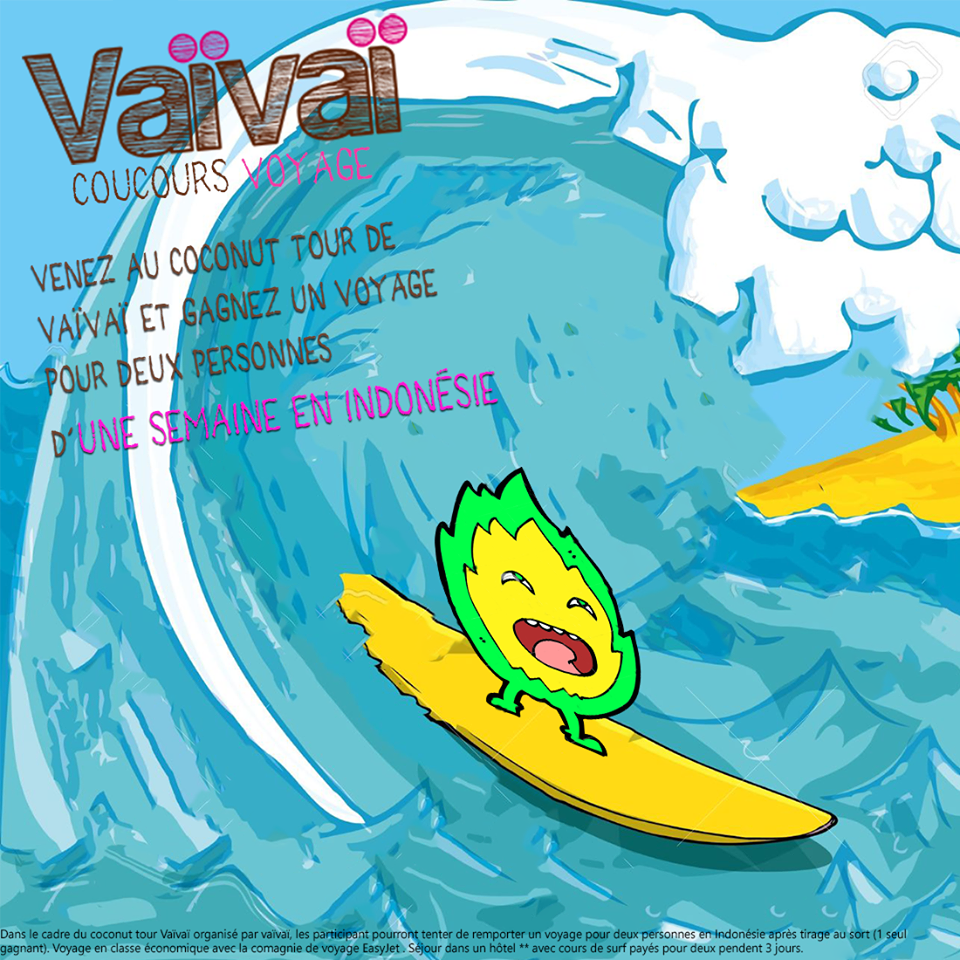 Vaïvaï
COUCOURS VOYAGE
VENEZ AU COCONUT TOUR DE
VAÏVAÏ ET GAGNEZ UN VOYAGE
POUR DEUX PERSONNES
D'UNE SEMAINE EN INDONÉSIE
Dans le cadre du coconut tour Vaïvaï organisé par vaïvaï, les participant pourront tenter de remporter un voyage pour deux personnes en Indonésie après tirage au sort (1 seul
gagnant). Voyage en classe économique avec la comagnie de voyage EasyJet . Séjour dans un hôtel ** avec cours de surf payés pour deux pendent 3 jours.